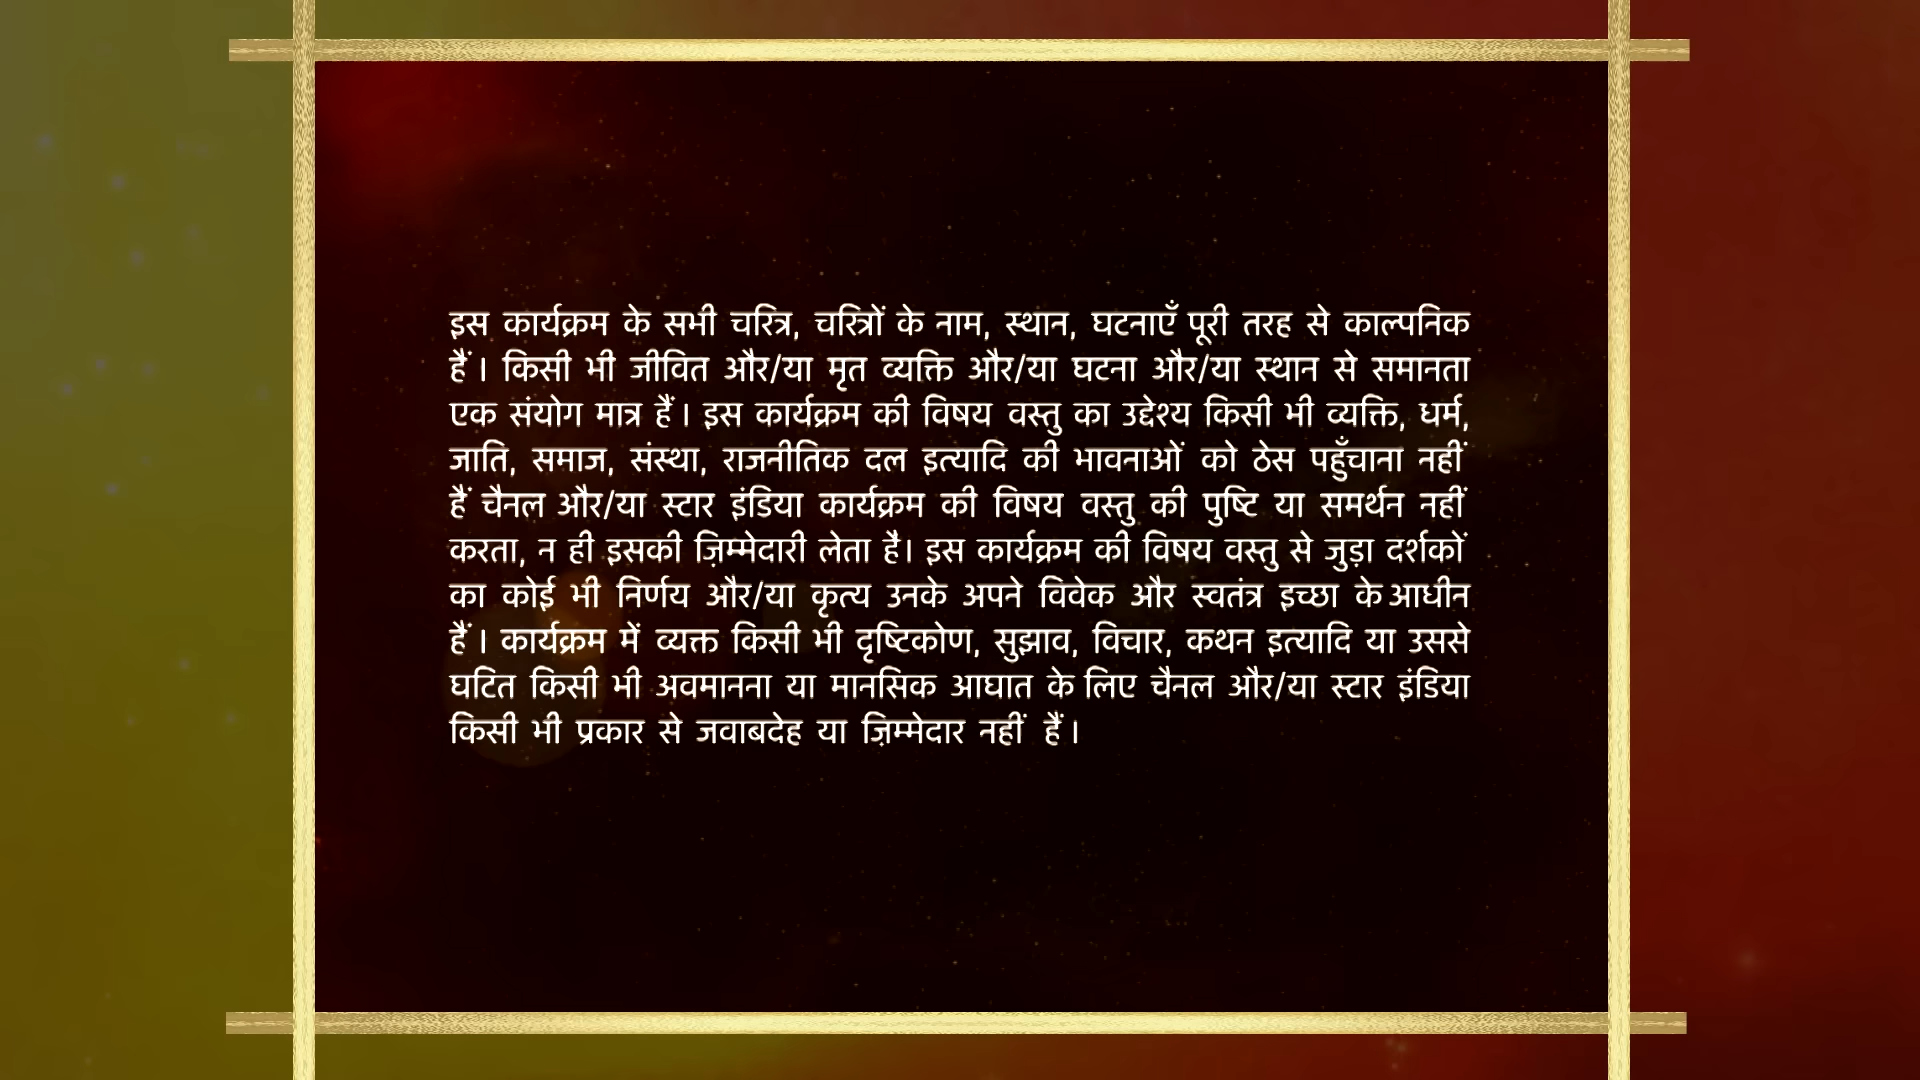 इस कार्यक्रम के सभी चरित्र, चरित्रों के नाम, स्थान, घटनाएँ पूरी तरह से काल्पनिक
हैं । किसी भी जीवित और/या मृत व्यक्ति और/या घटना और/या स्थान से समानता
एक संयोग मात्र हैं । इस कार्यक्रम की विषय वस्तु का उद्देश्य किसी भी व्यक्ति, धर्म,
जाति, समाज, संस्था, राजनीतिक दल इत्यादि की भावनाओं को ठेस पहुँचाना नहीं
हैं चैनल और/या स्टार इंडिया कार्यक्रम की विषय वस्तु की पुष्टि या समर्थन नहीं
करता, न ही इसकी ज़िम्मेदारी लेता है। इस कार्यक्रम की विषय वस्तु से जुड़ा दर्शकों
का कोई भी निर्णय और/या कृत्य उनके अपने विवेक और स्वतंत्र इच्छा के आधीन
हैं । कार्यक्रम में व्यक्त किसी भी दृष्टिकोण, सुझाव, विचार, कथन इत्यादि या उससे
घटित किसी भी अवमानना या मानसिक आघात के लिए चैनल और/या स्टार इंडिया
किसी भी प्रकार से जवाबदेह या ज़िम्मेदार नहीं हैं ।